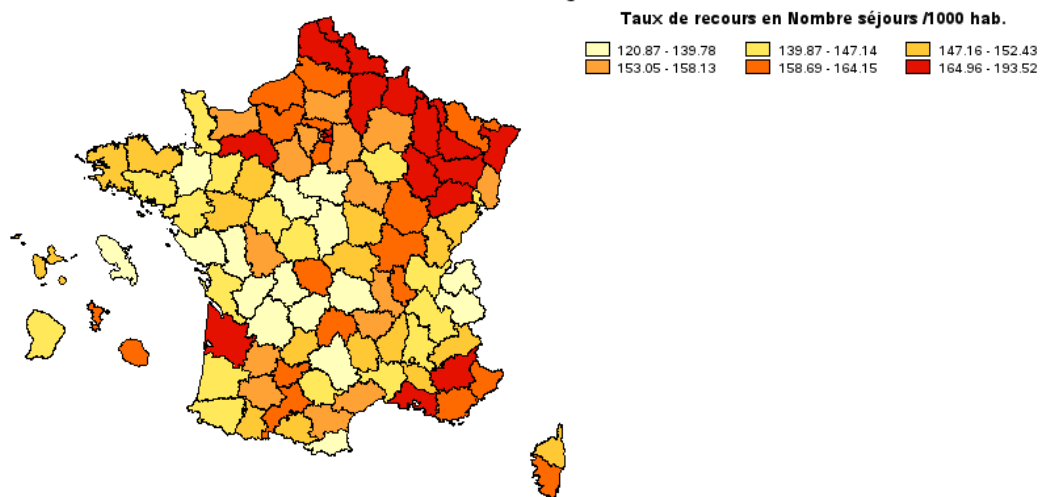 Taux de recours en Nombre séjours /1000 hab.
120.87 - 139.78 139.87 - 147.14 147.16 - 152.43
153.05 - 158.13 158.69 - 164.15 164.96 - 193.52